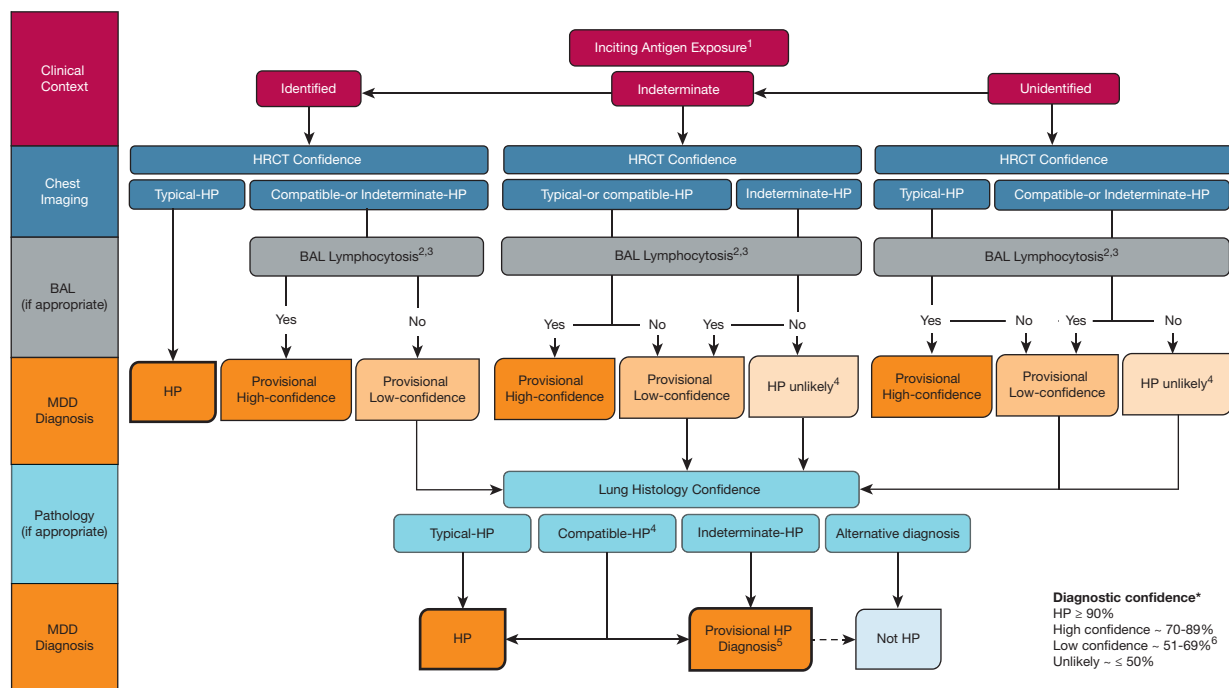 Clinical
Context
Inciting Antigen Exposure1
Identified
Indeterminate
Unidentified
Chest
Imaging
HRCT Confidence
HRCT Confidence
HRCT Confidence
Typical-HP
Compatible-or Indeterminate-HP
Typical-or compatible-HP
Indeterminate-HP
Typical-HP
Compatible-or Indeterminate-HP
BAL
(if appropriate)
BAL Lymphocytosis2,3
BAL Lymphocytosis2,3
BAL Lymphocytosis2,3
Yes
No
Yes
No
Yes
No
Yes
No
Yes
No
MDD
Diagnosis
HP
Provisional
High-confidence
Provisional
Low-confidence
Provisional
High-confidence
Provisional
Low-confidence
HP unlikely4
Provisional
High-confidence
Provisional
Low-confidence
HP unlikely4
Pathology
(if appropriate)
Lung Histology Confidence
Typical-HP
Compatible-HP4
Indeterminate-HP
Alternative diagnosis
MDD
Diagnosis
HP
Provisional HP
Diagnosis5
Not HP
Diagnostic confidence*
HP ≥ 90%
High confidence ~ 70-89%
Low confidence ~ 51-69%6
Unlikely ~ ≤ 50%